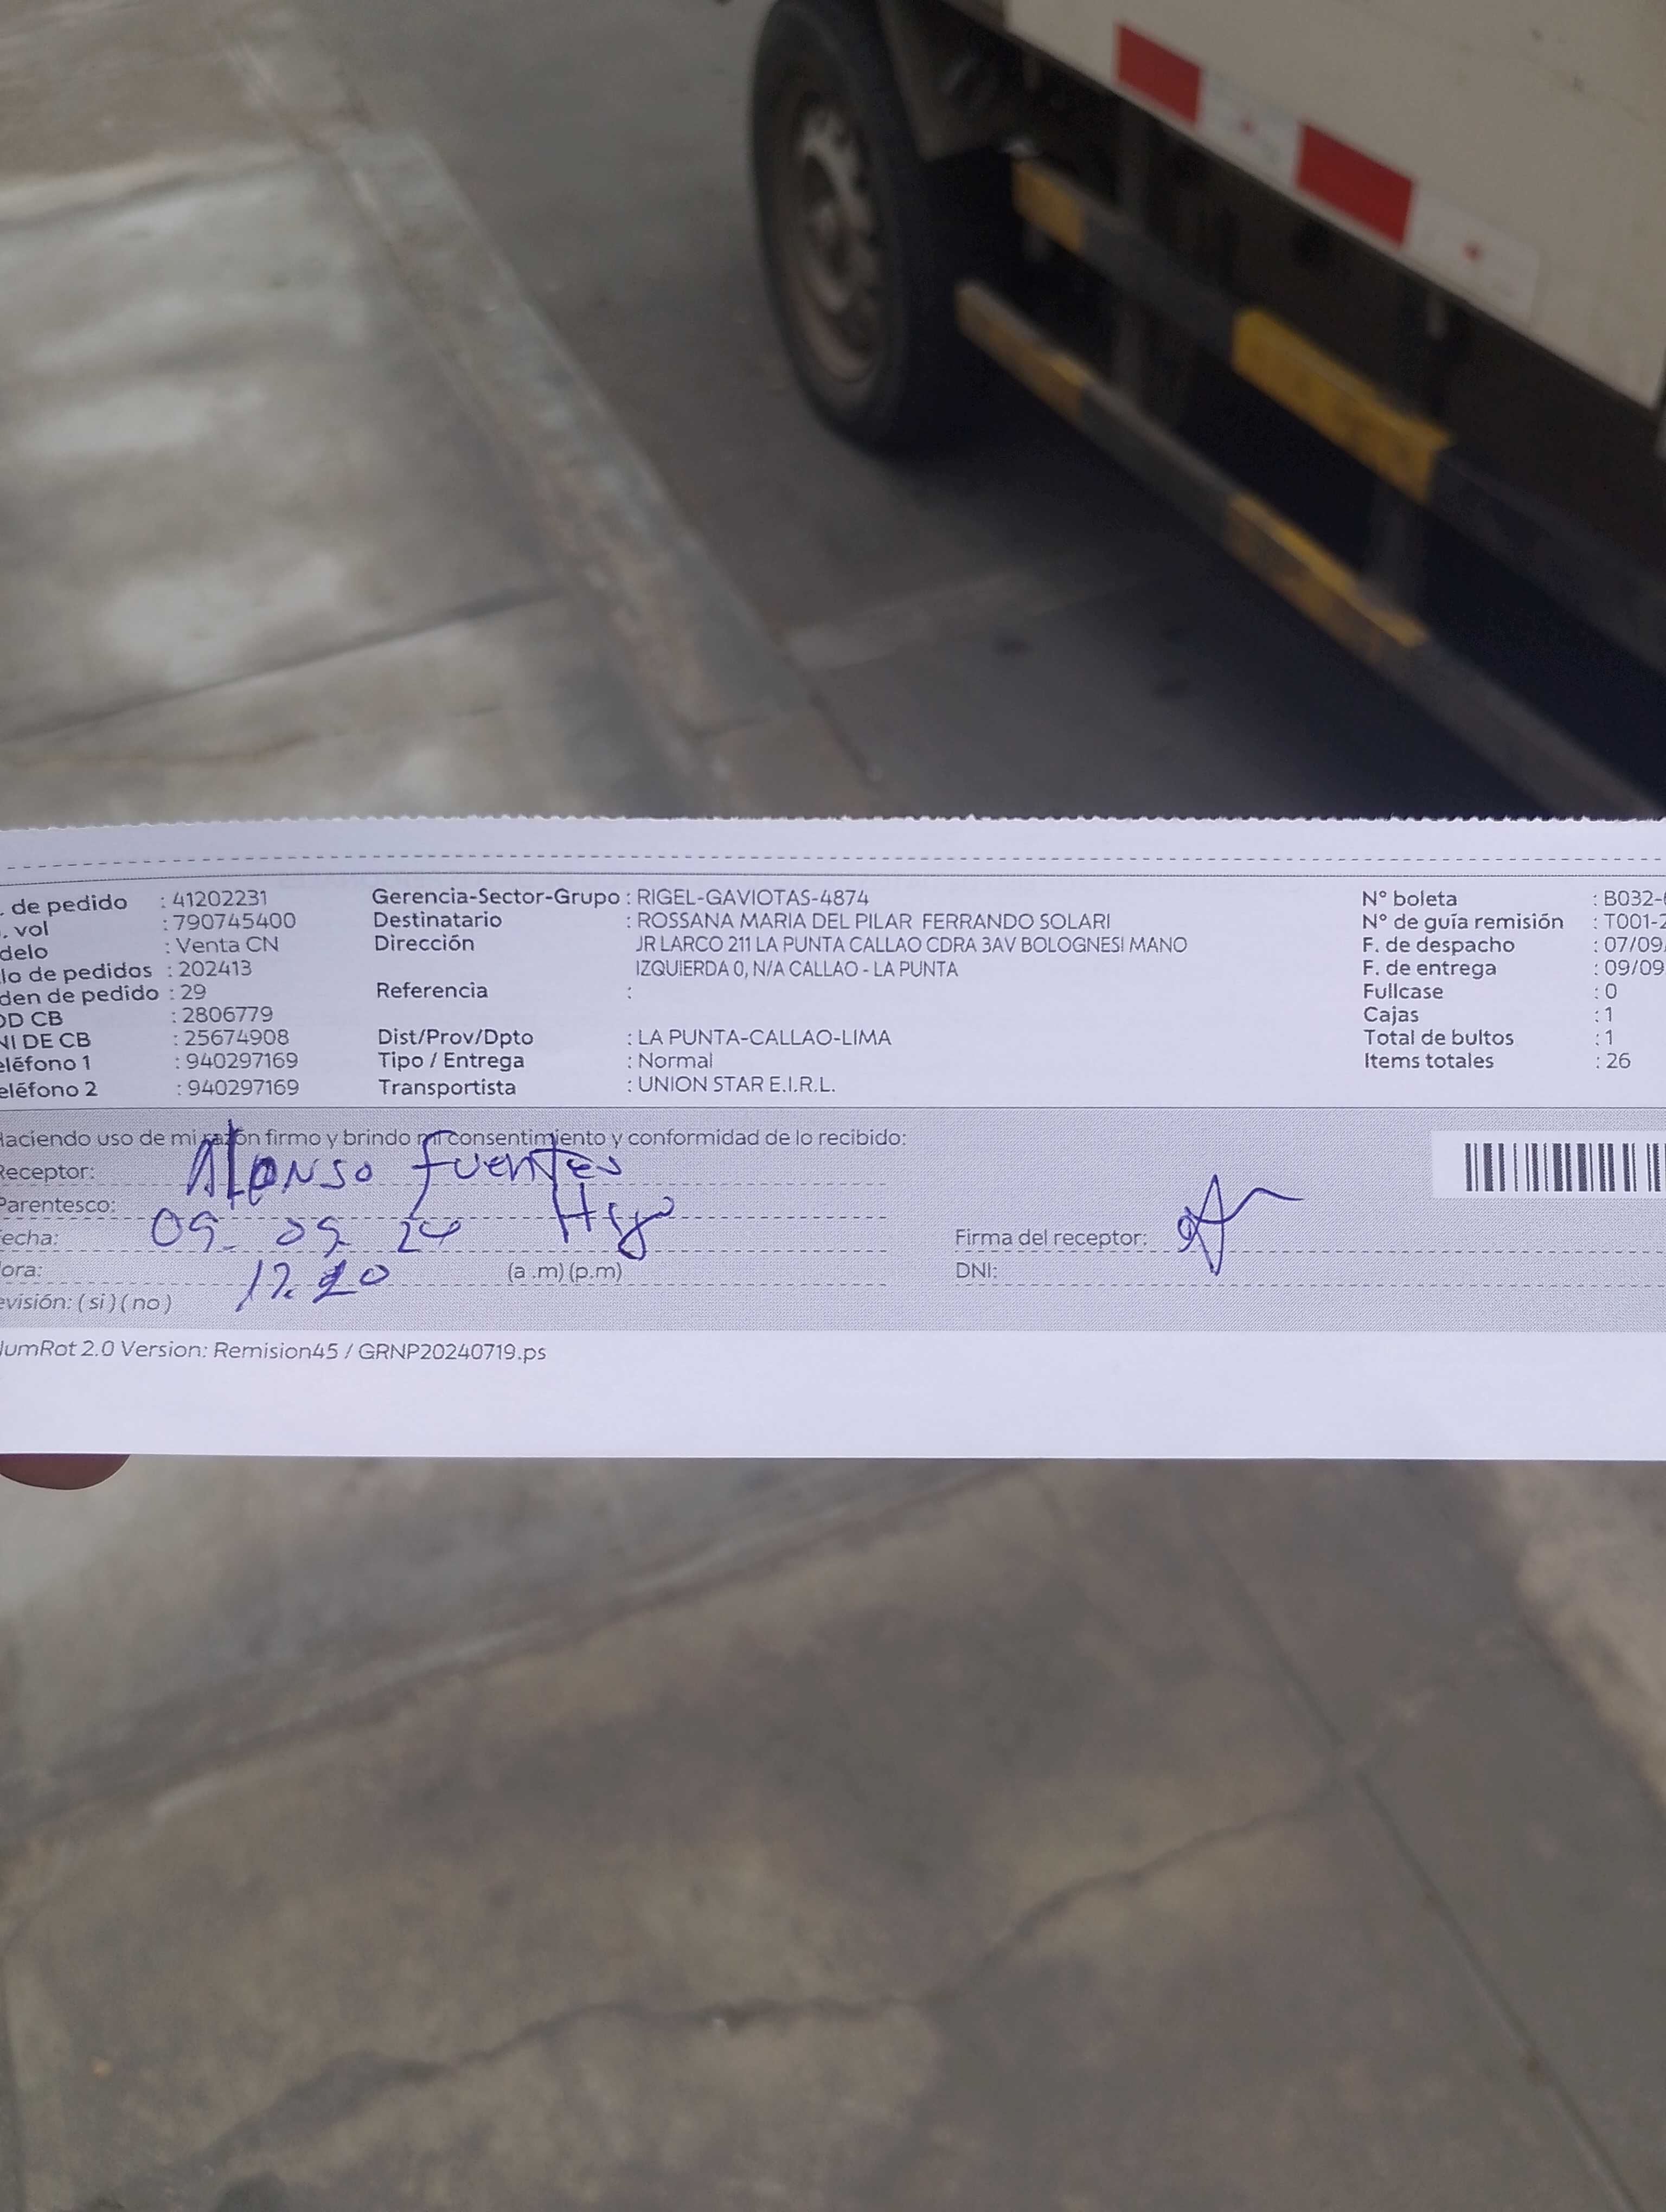 . de pedido : 41202231 Gerencia-Sector-Grupo : RIGEL-GAVIOTAS-4874 N° boleta : B032-
. vol : 790745400 Destinatario : ROSSANA MARIA DEL PILAR FERRANDO SOLARI N° de guía remisión : T001-2
delo : Venta CN Dirección JR LARCO 211 LA PUNTA CALLAO CDRA 3AV BOLOGNESI MANO F. de despacho : 07/09/
lo de pedidos : 202413 IZQUIERDA 0, N/A CALLAO - LA PUNTA F. de entrega : 09/09
den de pedido : 29 Referencia : Fullcase : 0
OD CB : 2806779 Cajas : 1
NI DE CB : 25674908 Dist/Prov/Dpto : LA PUNTA-CALLAO-LIMA Total de bultos : 1
eléfono 1 : 940297169 Tipo / Entrega : Normal Items totales : 26
eléfono 2 : 940297169 Transportista : UNION STAR E.I.R.L.
Haciendo uso de mi razón firmo y brindo mi consentimiento y conformidad de lo recibido:
Receptor: Alonso Fuentes
Parentesco: Hijo
echa: 09. 09 24 Firma del receptor:
ora: (a .m) (p.m) DNI:
evisión: ( si ) ( no )
NumRot 2.0 Version: Remision45 / GRNP20240719.ps